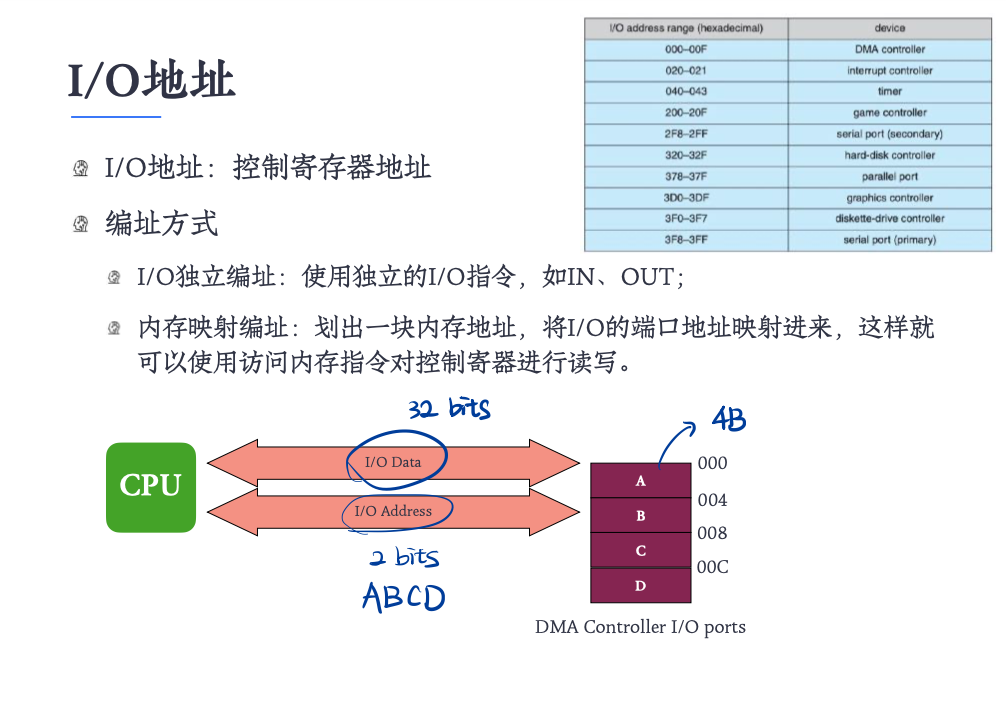 I/O地址
I/O地址：控制寄存器地址
编址方式
I/O独立编址：使用独立的I/O指令，如IN、OUT；
内存映射编址：划出一块内存地址，将I/O的端口地址映射进来，这样就
可以使用访问内存指令对控制寄器进行读写。
I/O address range (hexadecimal) device
000–00F DMA controller
020–021 interrupt controller
040–043 timer
200–20F game controller
2F8–2FF serial port (secondary)
320–32F hard-disk controller
378–37F parallel port
3D0–3DF graphics controller
3F0–3F7 diskette-drive controller
3F8–3FF serial port (primary)
32 bits
CPU
I/O Data
I/O Address
2 bits
ABCD
4B
A 000
B 004
C 008
D 00C
DMA Controller I/O ports